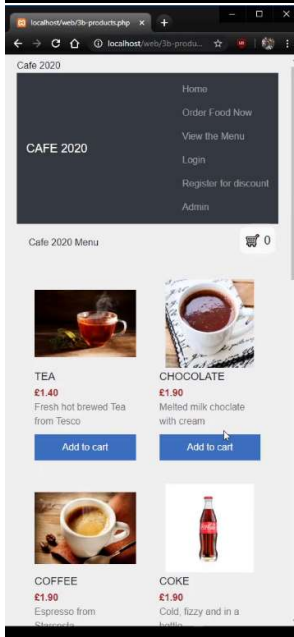 localhost/web/3b-products.php
localhost/web/3b-produ...
Cafe 2020
CAFE 2020
Home
Order Food Now
View the Menu
Login
Register for discount
Admin
Cafe 2020 Menu
0
TEA
£1.40
Fresh hot brewed Tea
from Tesco
Add to cart
CHOCOLATE
£1.90
Melted milk choclate
with cream
Add to cart
COFFEE
£1.90
Espresso from
COKE
£1.90
Cold, fizzy and in a
bottle